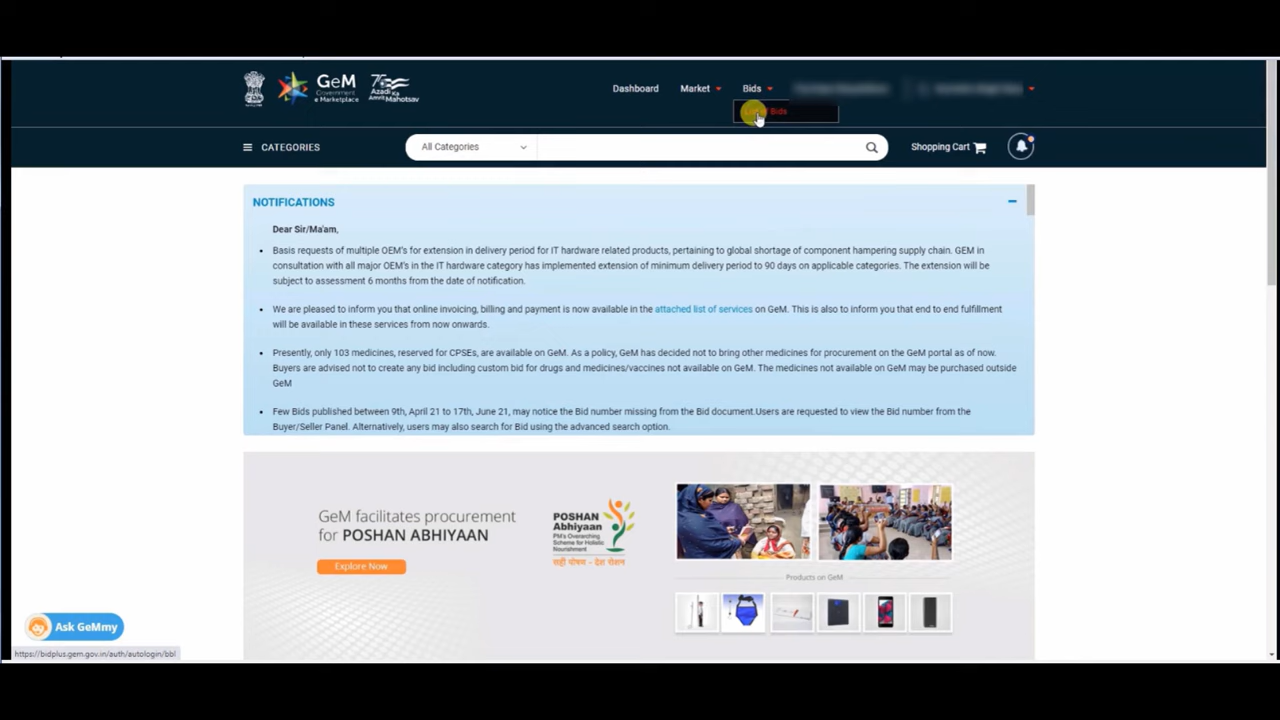 GeM
Government
e Marketplace
Azadi Ka
Amrit Mahotsav
Dashboard
Market
Bids
List of Bids
CATEGORIES
All Categories
Shopping Cart
NOTIFICATIONS
Dear Sir/Ma'am,
Basis requests of multiple OEM's for extension in delivery period for IT hardware related products, pertaining to global shortage of component hampering supply chain. GEM in
consultation with all major OEM's in the IT hardware category has implemented extension of minimum delivery period to 90 days on applicable categories. The extension will be
subject to assessment 6 months from the date of notification.
We are pleased to inform you that online invoicing, billing and payment is now available in the attached list of services on GeM. This is also to inform you that end to end fulfillment
will be available in these services from now onwards.
Presently, only 103 medicines, reserved for CPSEs, are available on GeM. As a policy, GeM has decided not to bring other medicines for procurement on the GeM portal as of now.
Buyers are advised not to create any bid including custom bid for drugs and medicines/vaccines not available on GeM. The medicines not available on GeM may be purchased outside
GeM
Few Bids published between 9th, April 21 to 17th, June 21, may notice the Bid number missing from the Bid document.Users are requested to view the Bid number from the
Buyer/Seller Panel. Alternatively, users may also search for Bid using the advanced search option.
GeM facilitates procurement
for POSHAN ABHIYAAN
Explore Now
POSHAN
Abhiyaan
PM's Overarching
Scheme for Holistic
Nourishment
सही पोषण - देश रोशन
Products on GeM
Ask GeMmy
https://bidplus.gem.gov.in/auth/autologin/bbl